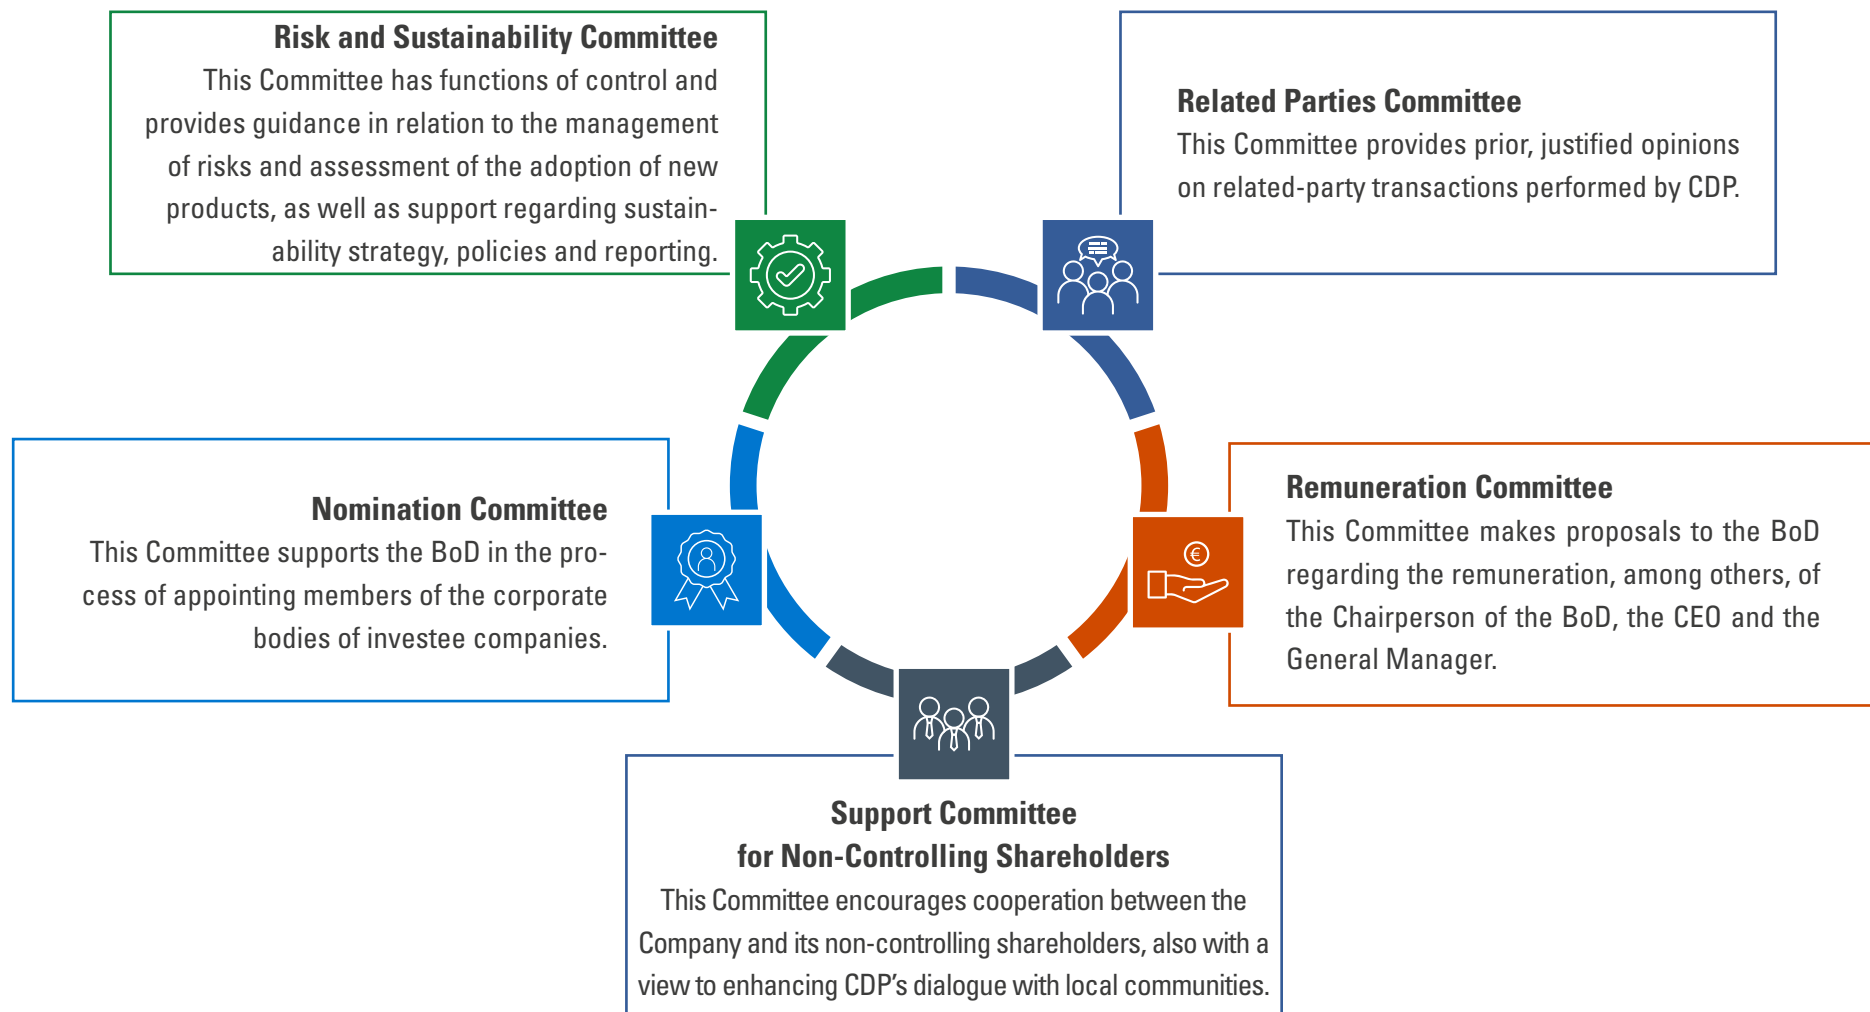 Risk and Sustainability Committee
This Committee has functions of control and
provides guidance in relation to the management
of risks and assessment of the adoption of new
products, as well as support regarding sustain-
ability strategy, policies and reporting.
Related Parties Committee
This Committee provides prior, justified opinions
on related-party transactions performed by CDP.
Nomination Committee
This Committee supports the BoD in the pro-
cess of appointing members of the corporate
bodies of investee companies.
Remuneration Committee
This Committee makes proposals to the BoD
regarding the remuneration, among others, of
the Chairperson of the BoD, the CEO and the
General Manager.
€
Support Committee
for Non-Controlling Shareholders
This Committee encourages cooperation between the
Company and its non-controlling shareholders, also with a
view to enhancing CDP’s dialogue with local communities.